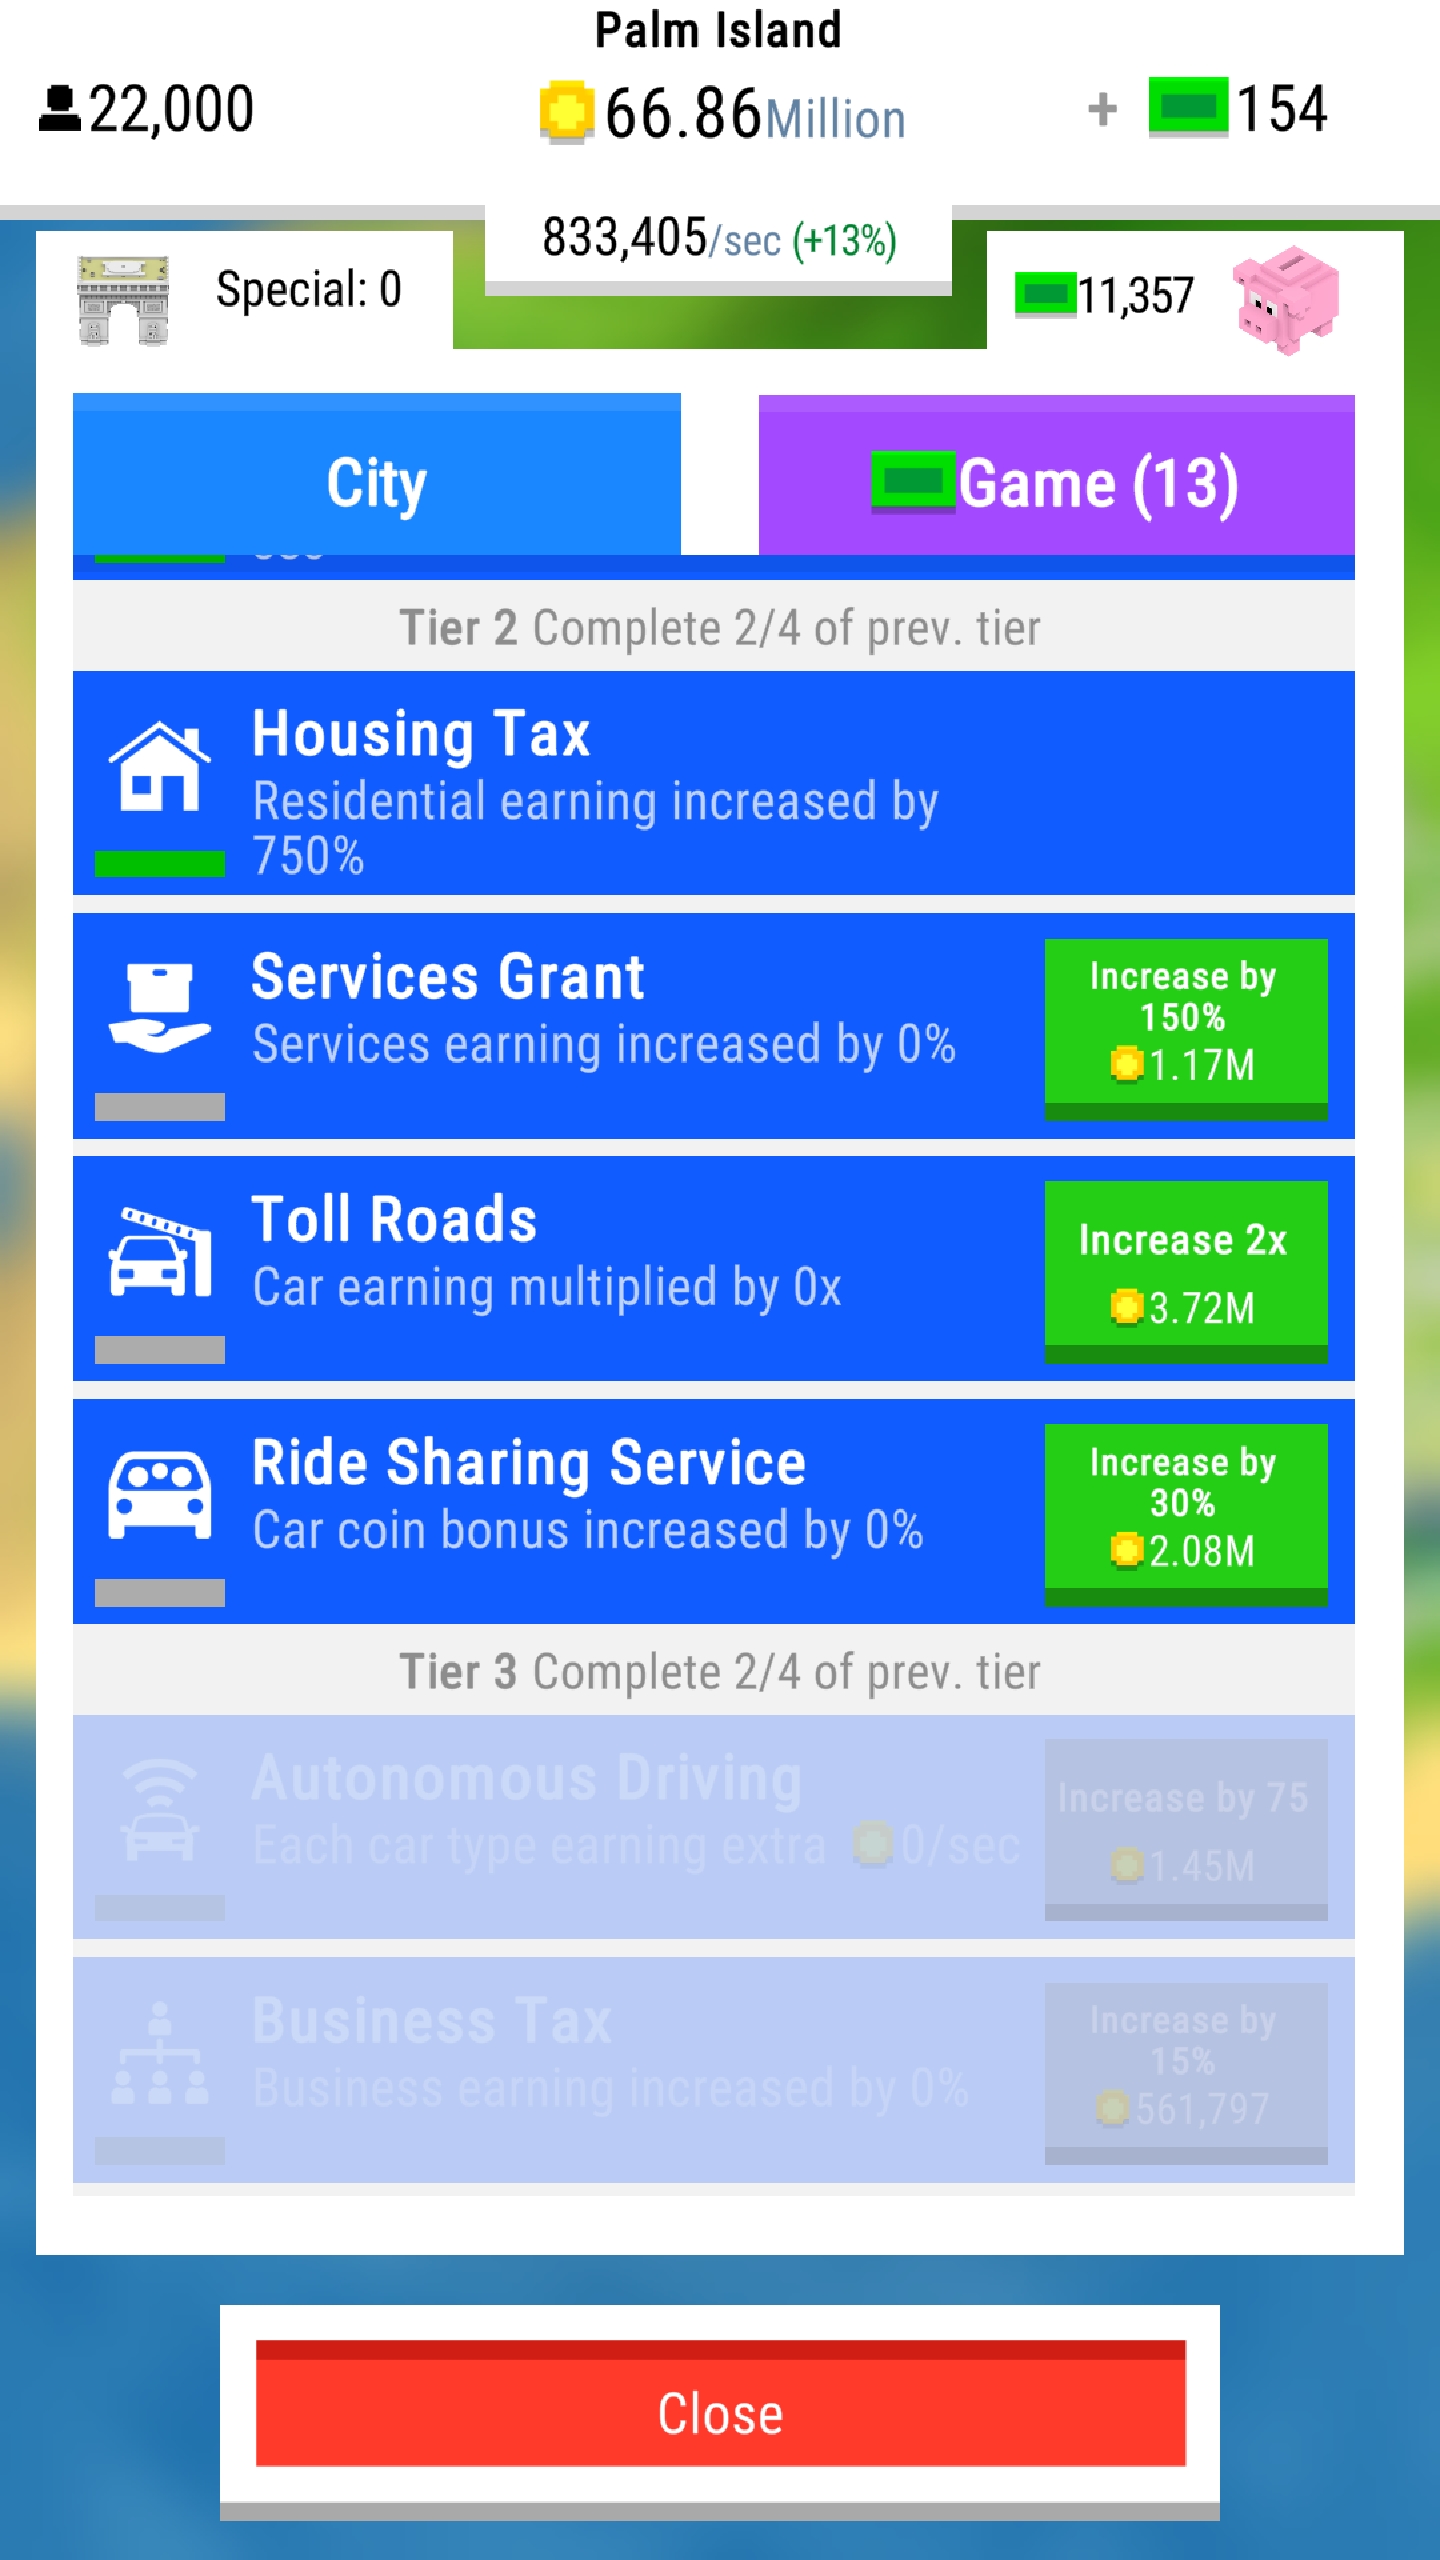 Palm Island
22,000
66.86Million
+ 154
833,405/sec (+13%)
Special: 0
11,357
City
Game (13)
Tier 2 Complete 2/4 of prev. tier
Housing Tax
Residential earning increased by
750%
Services Grant
Services earning increased by 0%
Increase by
150%
1.17M
Toll Roads
Car earning multiplied by 0x
Increase 2x
3.72M
Ride Sharing Service
Car coin bonus increased by 0%
Increase by
30%
2.08M
Tier 3 Complete 2/4 of prev. tier
Autonomous Driving
Each car type earning extra 0/sec
Increase by 75
1.45M
Business Tax
Business earning increased by 0%
Increase by
15%
561,797
Close